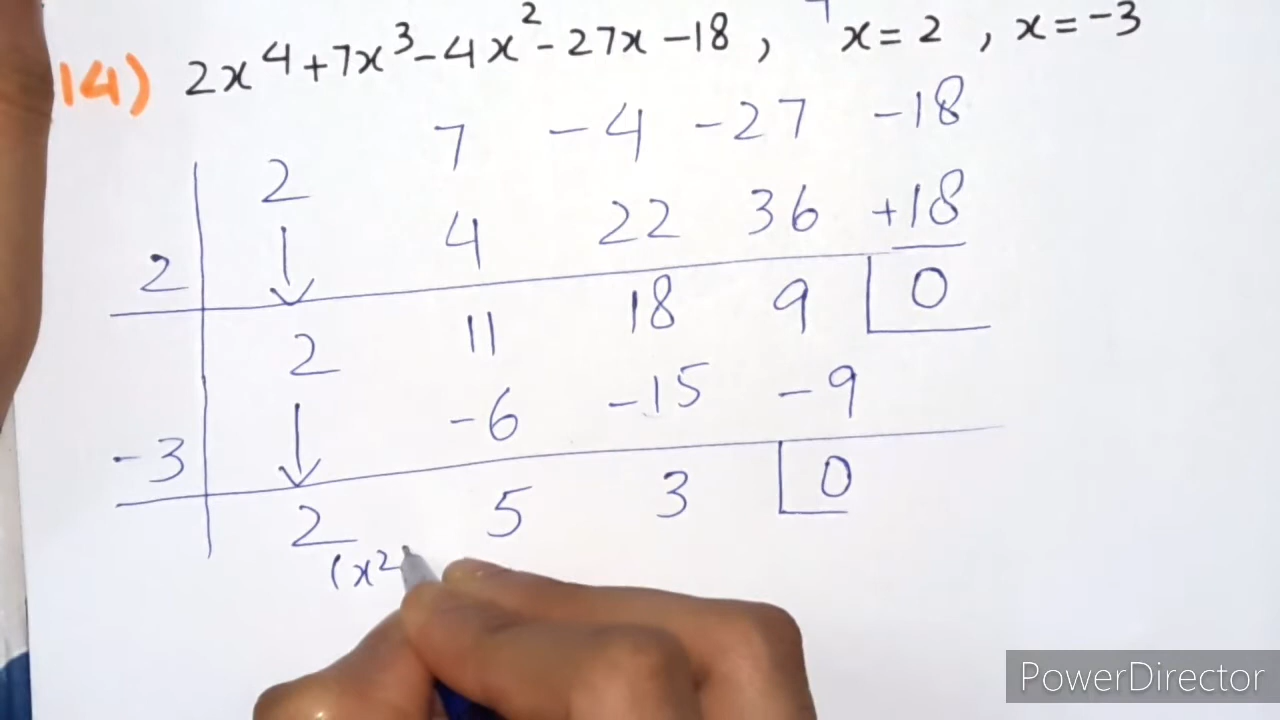 14) 2x⁴+7x³-4x²-27x-18, x=2, x=-3
2 7 -4 -27 -18
2 4 22 36 +18
2 11 18 9 0
-3 -6 -15 -9
2 5 3 0
(x²
PowerDirector